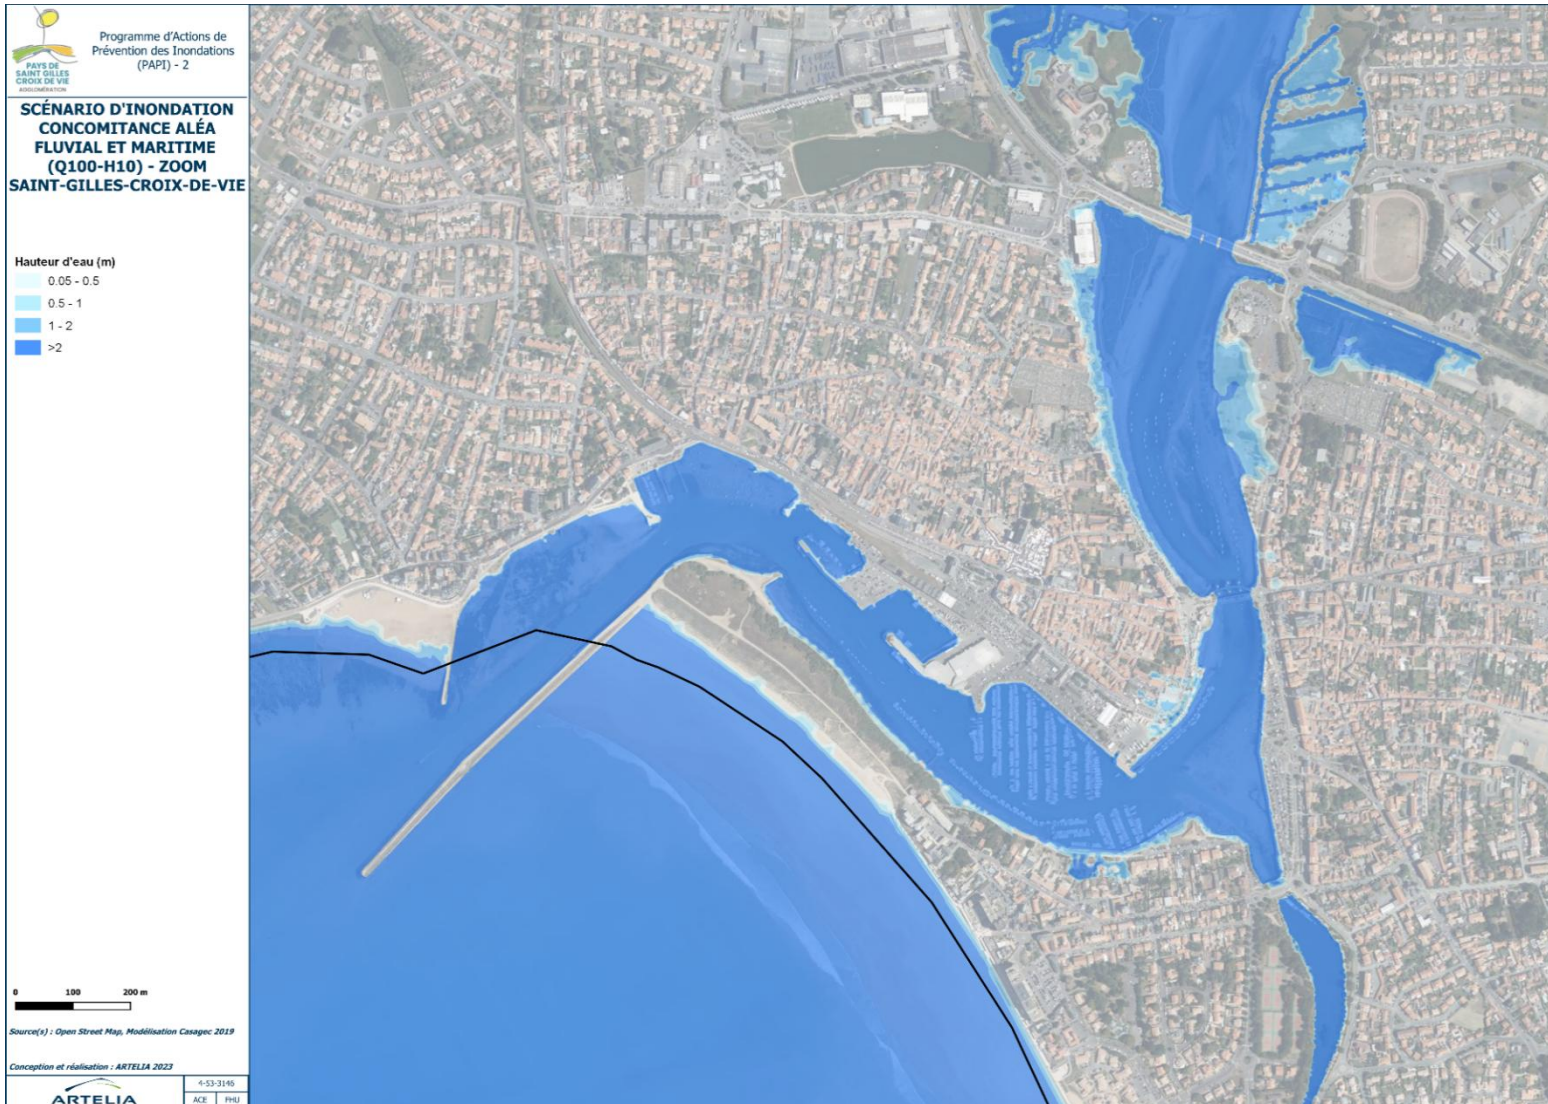 Programme d'Actions de
Prévention des Inondations
(PAPI) - 2
PAYS DE
SAINT GILLES
CROIX DE VIE
AGGLOMÉRATION
SCÉNARIO D'INONDATION
CONCOMITANCE ALÉA
FLUVIAL ET MARITIME
(Q100-H10) - ZOOM
SAINT-GILLES-CROIX-DE-VIE
Hauteur d'eau (m)
0.05 - 0.5
0.5 - 1
1 - 2
>2
0 100 200 m
Source(s) : Open Street Map, Modélisation Casagec 2019
Conception et réalisation : ARTELIA 2023
ARTELIA
4-53-3146
ACE PHU